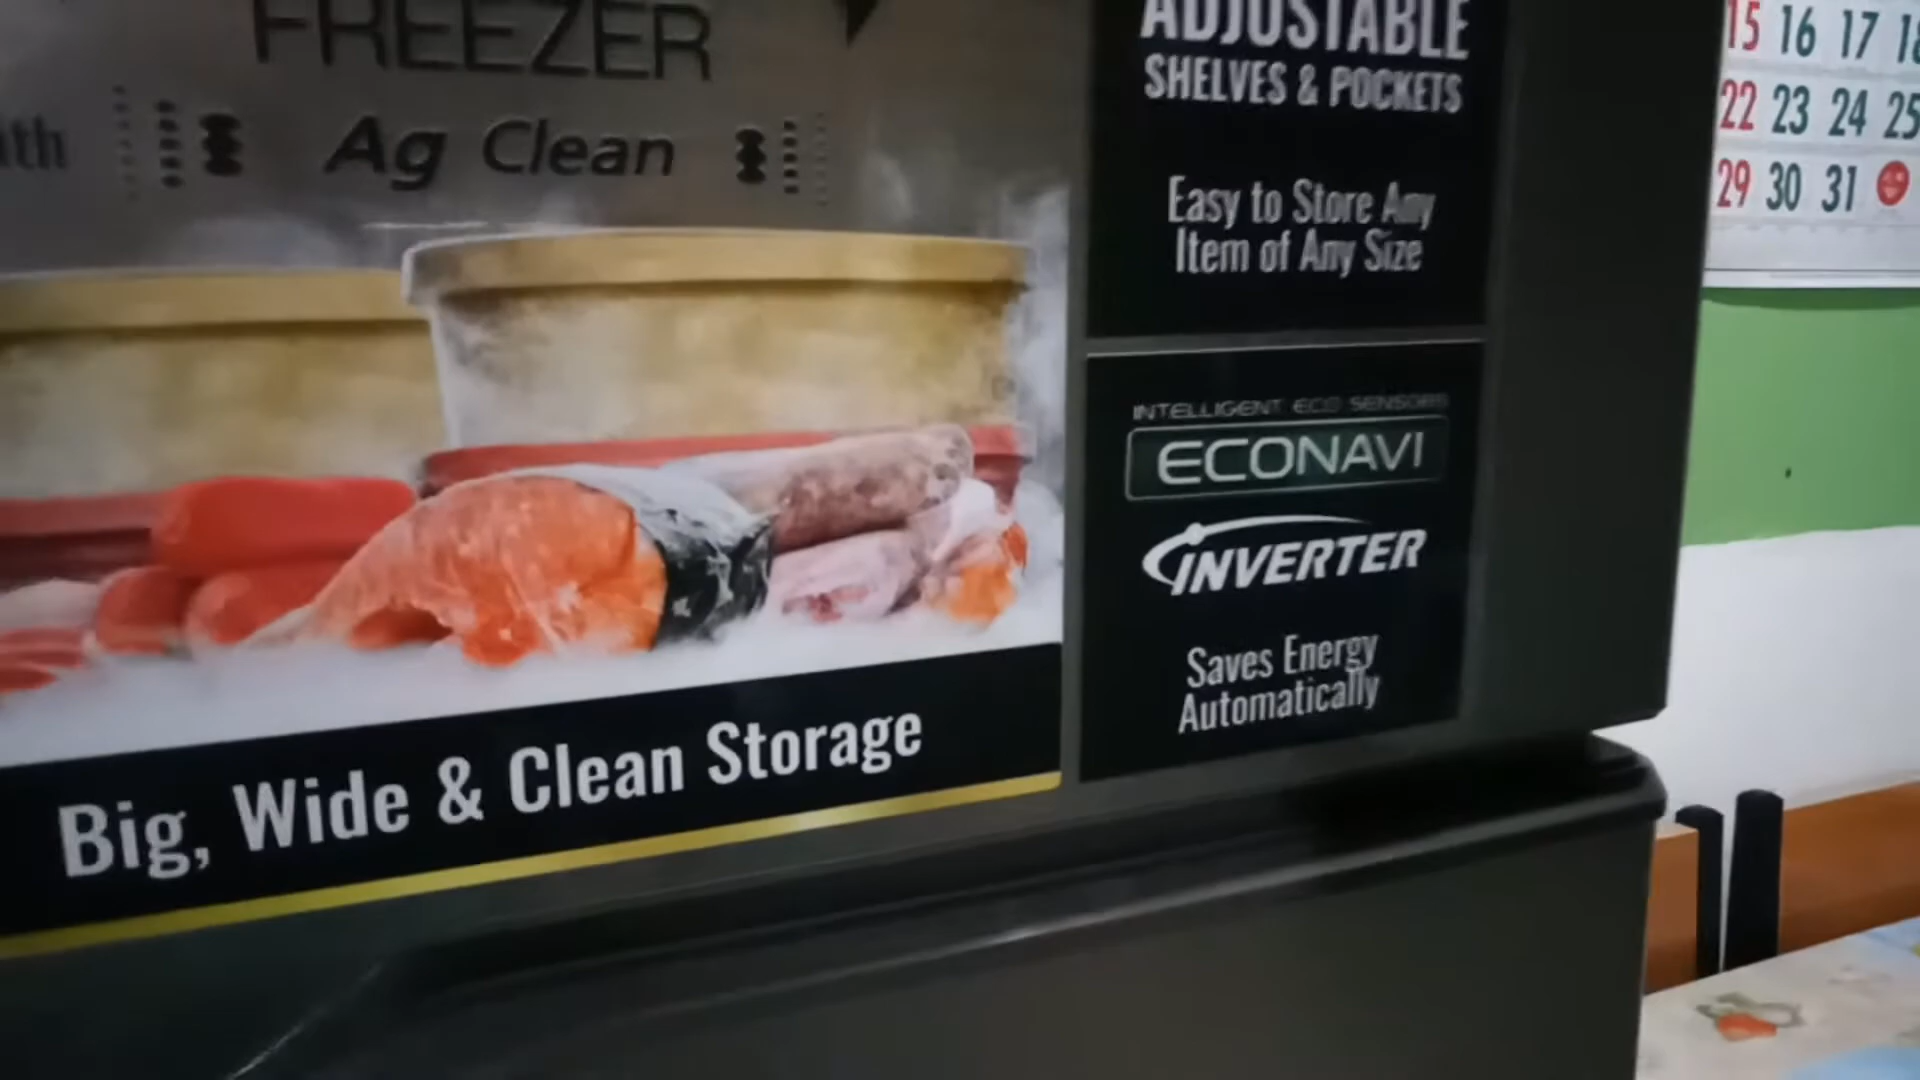 FREEZER
Ag Clean
Big, Wide & Clean Storage
ADJUSTABLE
SHELVES & POCKETS
Easy to Store Any
Item of Any Size
INTELLIGENT ECO SENSORS
ECONAVI
INVERTER
Saves Energy
Automatically
15 16 17
22 23 24 25
29 30 31